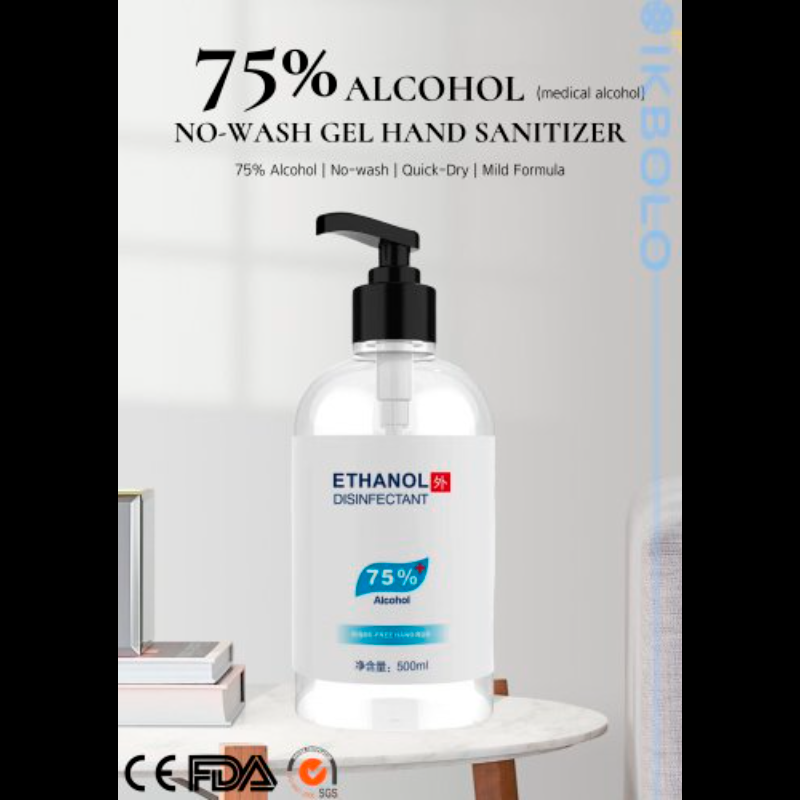 75% ALCOHOL (medical alcohol)
NO-WASH GEL HAND SANITIZER
75% Alcohol | No-wash | Quick-Dry | Mild Formula
IKBOLO
ETHANOL 外
DISINFECTANT
75%
Alcohol
净含量：500ml
CE FDA
SGS